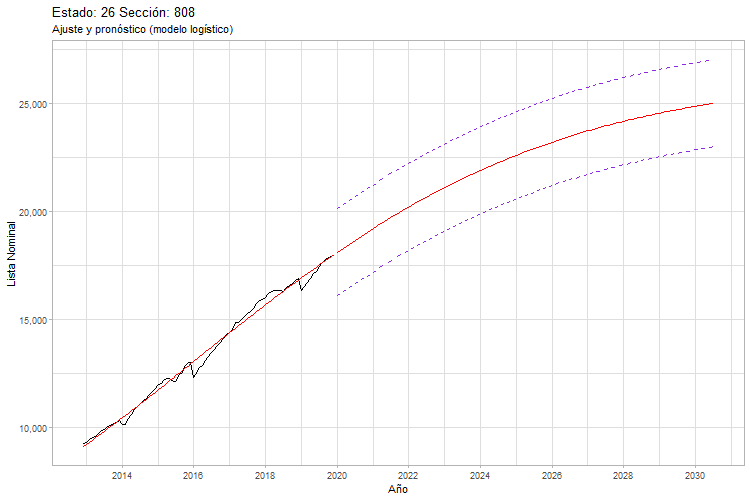 Estado: 26 Sección: 808
Ajuste y pronóstico (modelo logístico)
Lista Nominal
25,000
20,000
15,000
10,000
2014 2016 2018 2020 2022 2024 2026 2028 2030
Año